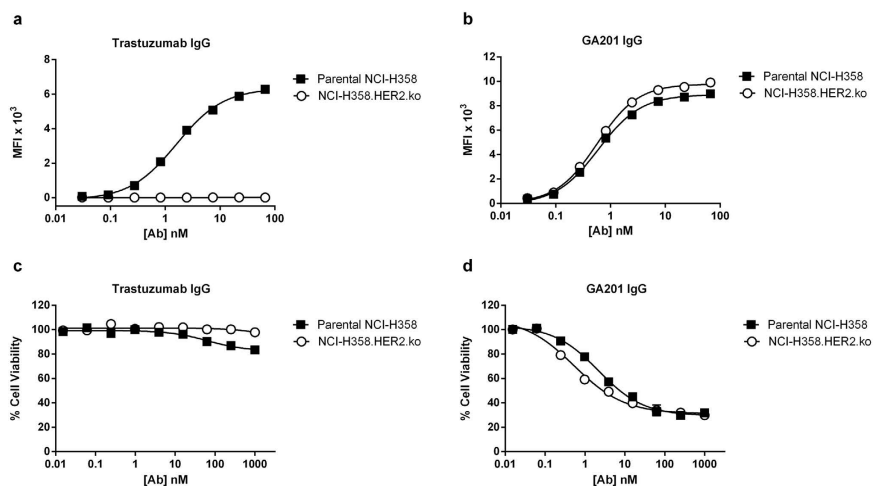 a
Trastuzumab IgG
MFI x 10³
6
4
2
0
0.01 0.1 1 10 100
[Ab] nM
Parental NCI-H358
NCI-H358.HER2.ko
b
GA201 IgG
MFI x 10³
10
8
6
4
2
0
0.01 0.1 1 10 100
[Ab] nM
Parental NCI-H358
NCI-H358.HER2.ko
c
Trastuzumab IgG
% Cell Viability
120
100
80
60
40
20
0
0.01 0.1 1 10 100 1000
[Ab] nM
Parental NCI-H358
NCI-H358.HER2.ko
d
GA201 IgG
% Cell Viability
120
100
80
60
40
20
0
0.01 0.1 1 10 100 1000
[Ab] nM
Parental NCI-H358
NCI-H358.HER2.ko